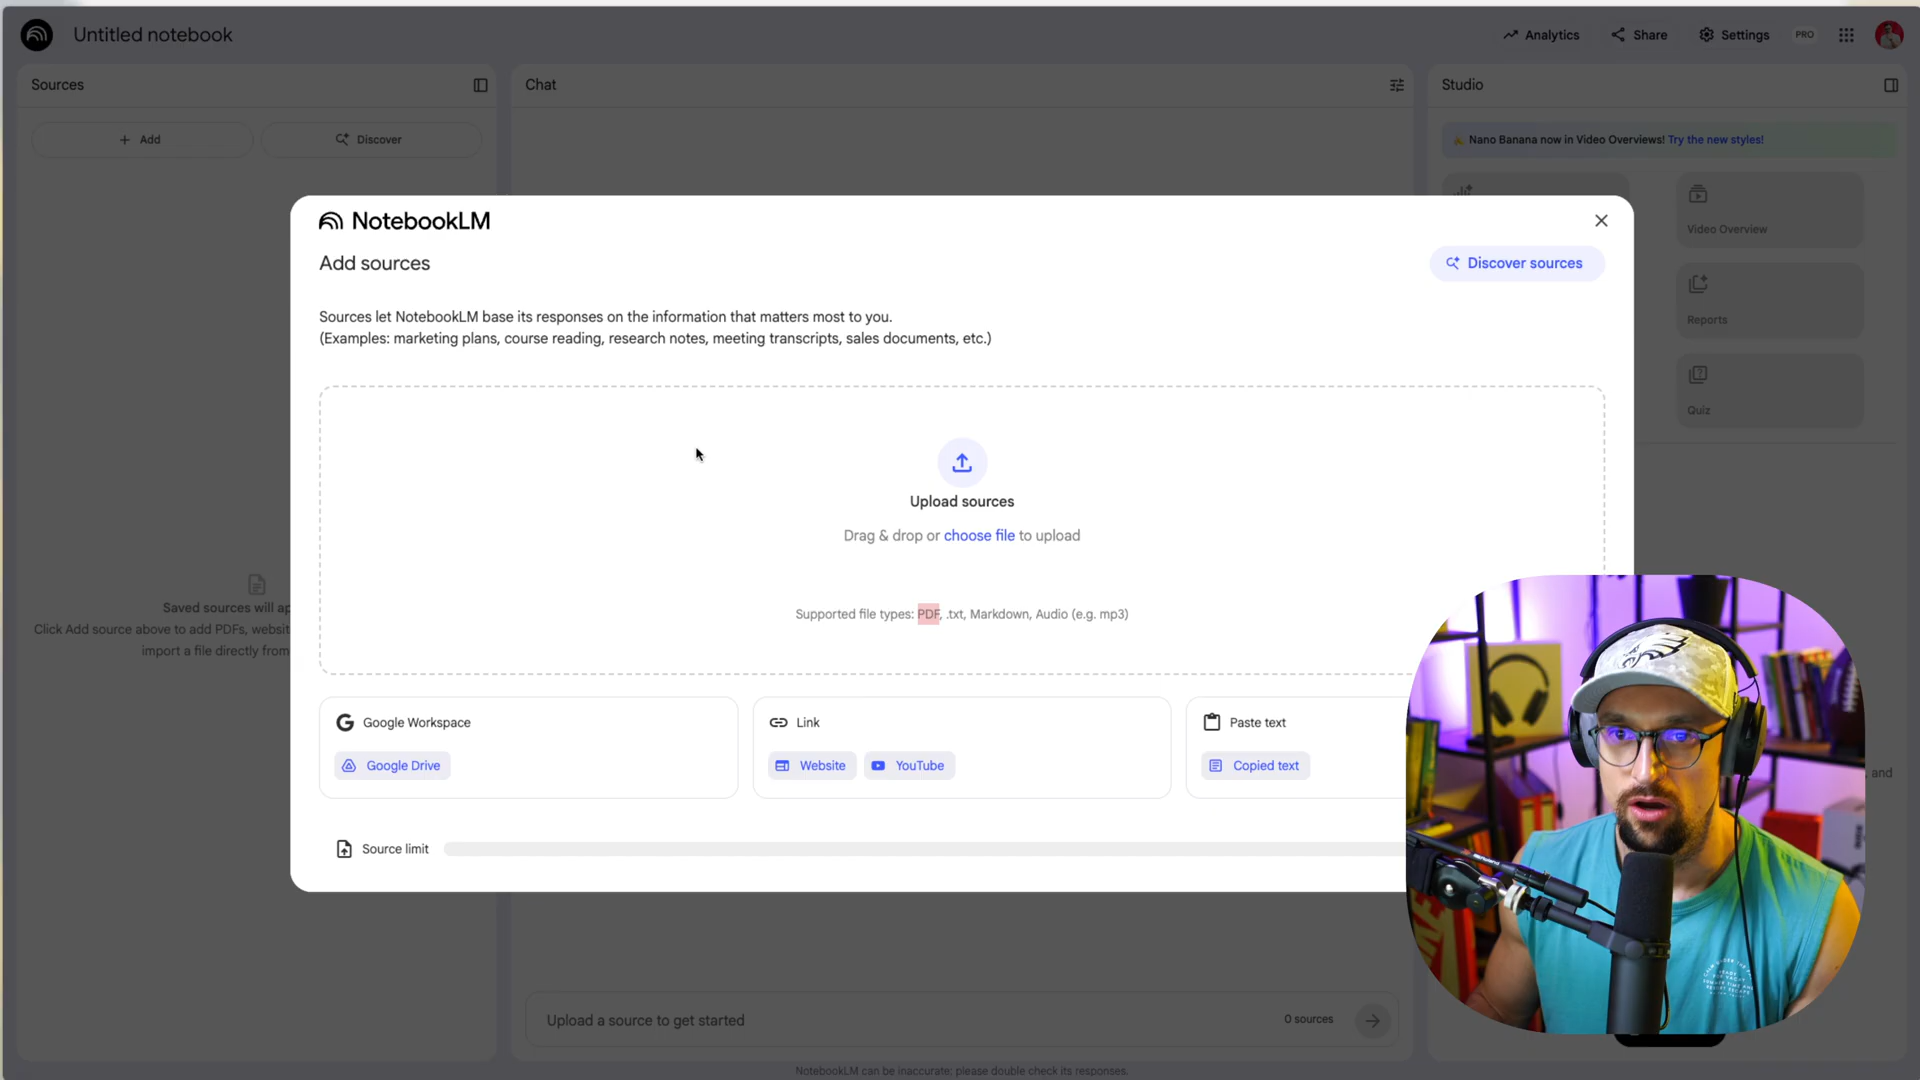 Untitled notebook
Analytics
Share
Settings
PRO
Sources
Chat
Studio
Add
Discover
Nano Banana now in Video Overviews! Try the new styles!
Video Overview
Reports
Quiz
NotebookLM
Add sources
Discover sources
Sources let NotebookLM base its responses on the information that matters most to you.
(Examples: marketing plans, course reading, research notes, meeting transcripts, sales documents, etc.)
Upload sources
Drag & drop or choose file to upload
Supported file types: PDF, .txt, Markdown, Audio (e.g. mp3)
Saved sources will ap
Click Add source above to add PDFs, websit
import a file directly from
Google Workspace
Google Drive
Link
Website
YouTube
Paste text
Copied text
, and
Source limit
Upload a source to get started
0 sources
NotebookLM can be inaccurate; please double check its responses.